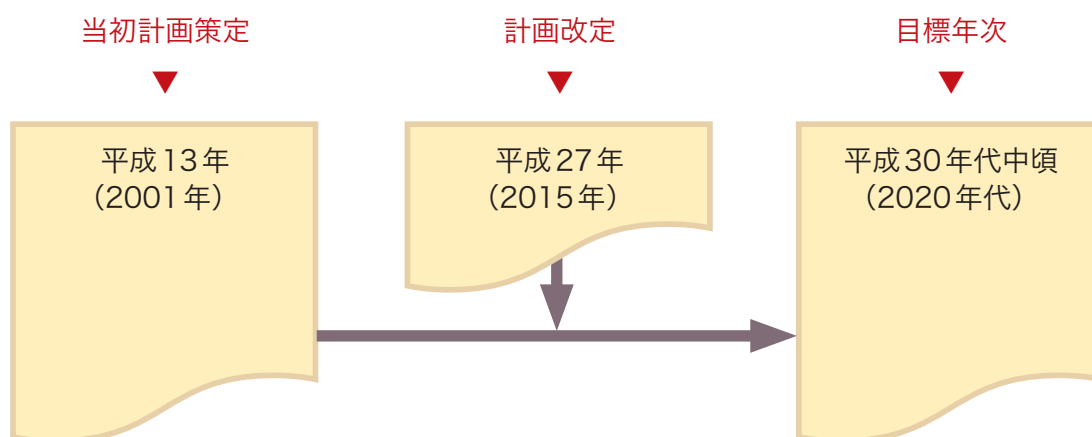 当初計画策定
計画改定
目標年次
平成13年
（2001年）
平成27年
（2015年）
平成30年代中頃
（2020年代）